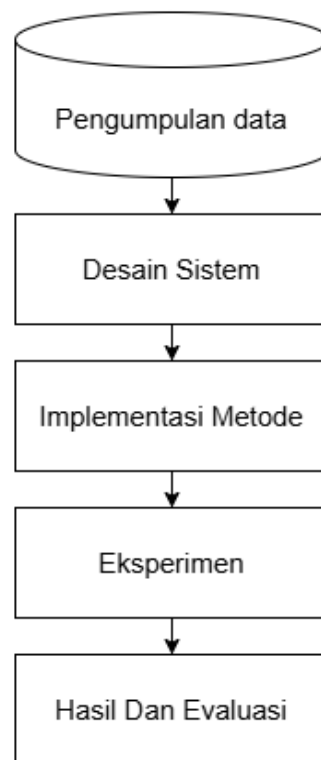 Pengumpulan data
Desain Sistem
Implementasi Metode
Eksperimen
Hasil Dan Evaluasi